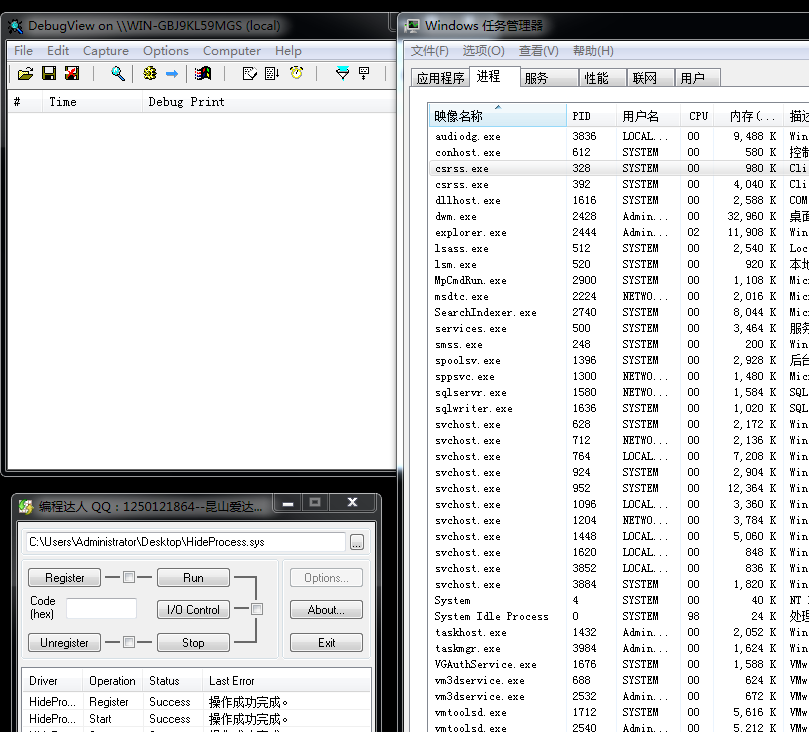 DebugView on \\WIN-GBJ9KL59MGS (local)
File Edit Capture Options Computer Help
# Time Debug Print
编程达人 QQ：1250121864--昆山爱达...
C:\Users\Administrator\Desktop\HideProcess.sys ...
Register Run Options...
Code (hex) I/O Control About...
Unregister Stop Exit
Driver Operation Status Last Error
HidePro... Register Success 操作成功完成。
HidePro... Start Success 操作成功完成。
Windows 任务管理器
文件(F) 选项(O) 查看(V) 帮助(H)
应用程序 进程 服务 性能 联网 用户
映像名称 PID 用户名 CPU 内存(... 描述
audiodg.exe 3836 LOCAL... 00 9,488 K Win
conhost.exe 612 SYSTEM 00 580 K 控制
csrss.exe 328 SYSTEM 00 980 K Cli
csrss.exe 392 SYSTEM 00 4,040 K Cli
dllhost.exe 1616 SYSTEM 00 2,588 K COM
dwm.exe 2428 Admin... 00 32,960 K 桌面
explorer.exe 2444 Admin... 02 11,908 K Win
lsass.exe 512 SYSTEM 00 2,540 K Loc
lsm.exe 520 SYSTEM 00 920 K 本地
MpCmdRun.exe 2900 SYSTEM 00 1,108 K Mic
msdtc.exe 2224 NETWO... 00 2,016 K Mic
SearchIndexer.exe 2740 SYSTEM 00 8,044 K Mic
services.exe 500 SYSTEM 00 3,464 K 服务
smss.exe 248 SYSTEM 00 200 K Win
spoolsv.exe 1396 SYSTEM 00 2,928 K 后台
sppsvc.exe 1300 NETWO... 00 1,480 K Mic
sqlservr.exe 1580 NETWO... 00 1,584 K SQL
sqlwriter.exe 1636 SYSTEM 00 1,020 K SQL
svchost.exe 628 SYSTEM 00 2,172 K Win
svchost.exe 712 NETWO... 00 2,136 K Win
svchost.exe 764 LOCAL... 00 7,208 K Win
svchost.exe 924 SYSTEM 00 2,904 K Win
svchost.exe 952 SYSTEM 00 12,364 K Win
svchost.exe 1096 LOCAL... 00 3,360 K Win
svchost.exe 1204 NETWO... 00 3,784 K Win
svchost.exe 1448 LOCAL... 00 5,060 K Win
svchost.exe 1620 LOCAL... 00 848 K Win
svchost.exe 3852 LOCAL... 00 836 K Win
svchost.exe 3884 SYSTEM 00 1,820 K Win
System 4 SYSTEM 00 40 K NT
System Idle Process 0 SYSTEM 98 24 K 处理
taskhost.exe 1432 Admin... 00 2,052 K Win
taskmgr.exe 3984 Admin... 00 1,624 K Win
VGAuthService.exe 1676 SYSTEM 00 1,588 K VMw
vm3dservice.exe 688 SYSTEM 00 624 K VMw
vm3dservice.exe 2532 Admin... 00 672 K VMw
vmtoolsd.exe 1712 SYSTEM 00 5,616 K VMw
vmtoolsd.exe 2540 Admin... 00 5,212 K VMw